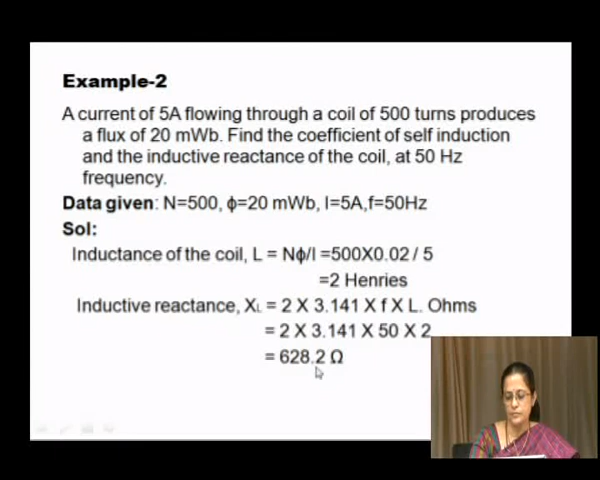 Example-2
A current of 5A flowing through a coil of 500 turns produces
a flux of 20 mWb. Find the coefficient of self induction
and the inductive reactance of the coil, at 50 Hz
frequency.
Data given: N=500, ϕ=20 mWb, I=5A,f=50Hz
Sol:
Inductance of the coil, L = Nϕ/I =500X0.02 / 5
=2 Henries
Inductive reactance, XL = 2 X 3.141 X f X L. Ohms
= 2 X 3.141 X 50 X 2
= 628.2 Ω